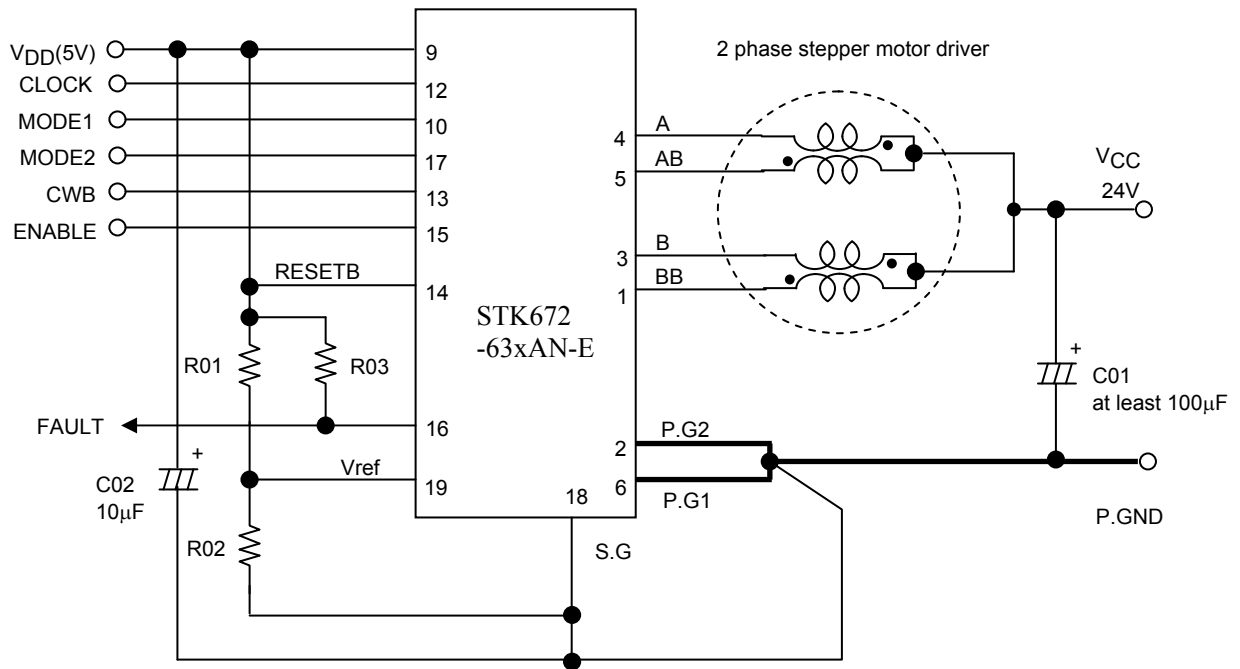 VDD(5V)
9
CLOCK
12
MODE1
10
MODE2
17
CWB
13
ENABLE
15
RESETB
14
STK672
-63xAN-E
R01
R03
FAULT
16
Vref
19
C02
10μF
+
R02
18
S.G
2 phase stepper motor driver
4
A
5
AB
3
B
1
BB
VCC
24V
+
C01
at least 100μF
2
P.G2
6
P.G1
P.GND